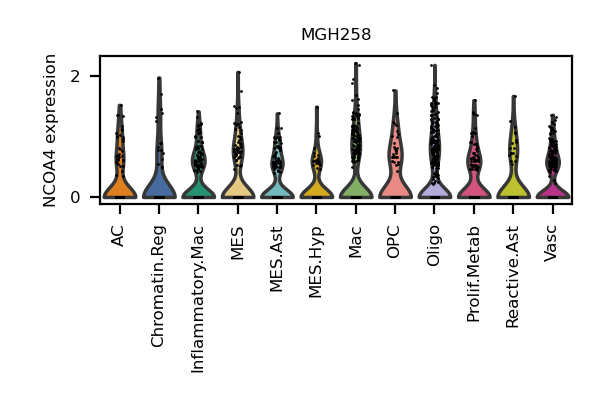 MGH258
NCOA4 expression
2
0
AC
Chromatin.Reg
Inflammatory.Mac
MES
MES.Ast
MES.Hyp
Mac
OPC
Oligo
Prolif.Metab
Reactive.Ast
Vasc